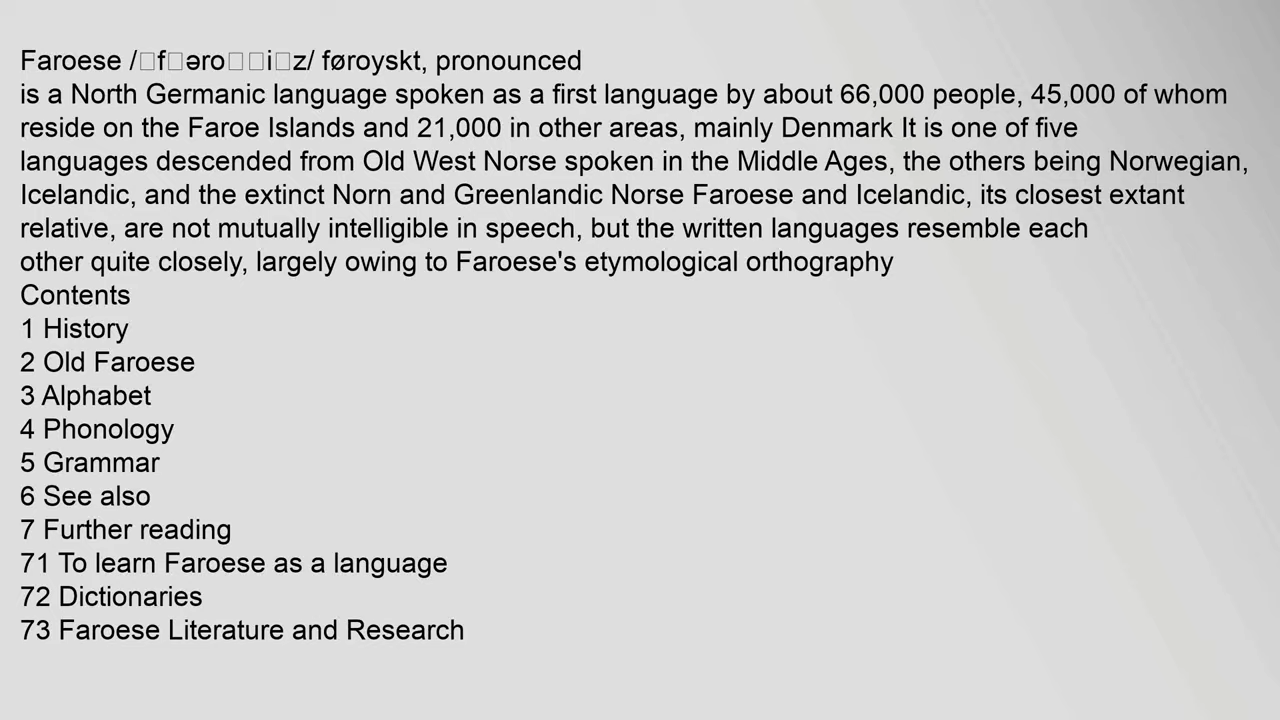 Faroese /□f□əro□□i□z/ føroyskt, pronounced
is a North Germanic language spoken as a first language by about 66,000 people, 45,000 of whom
reside on the Faroe Islands and 21,000 in other areas, mainly Denmark It is one of five
languages descended from Old West Norse spoken in the Middle Ages, the others being Norwegian,
Icelandic, and the extinct Norn and Greenlandic Norse Faroese and Icelandic, its closest extant
relative, are not mutually intelligible in speech, but the written languages resemble each
other quite closely, largely owing to Faroese's etymological orthography
Contents
1 History
2 Old Faroese
3 Alphabet
4 Phonology
5 Grammar
6 See also
7 Further reading
71 To learn Faroese as a language
72 Dictionaries
73 Faroese Literature and Research